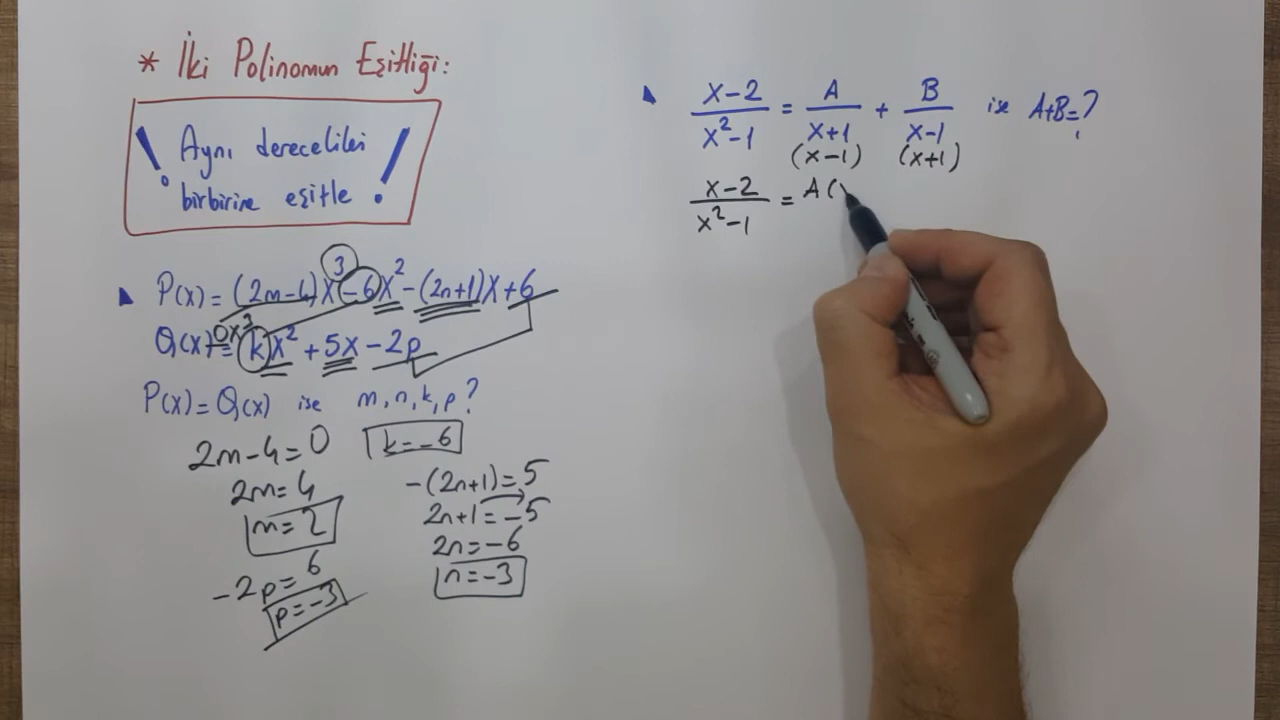 * İki Polinomun Eşitliği:
! Aynı derecelileri
birbirine eşitle !
P(x) = (2m-4)x³ - 6x² - (2n+1)x + 6
Q(x) = 0x³ kx² + 5x - 2p
P(x) = Q(x) ise m, n, k, p?
2m-4=0
2m=4
m=2
-2p=6
p=-3
k=-6
-(2n+1)=5
2n+1=-5
2n=-6
n=-3
x-2/x²-1 = A/x+1 + B/x-1 ise A+B=?
(x-1) (x+1)
x-2/x²-1 = A(